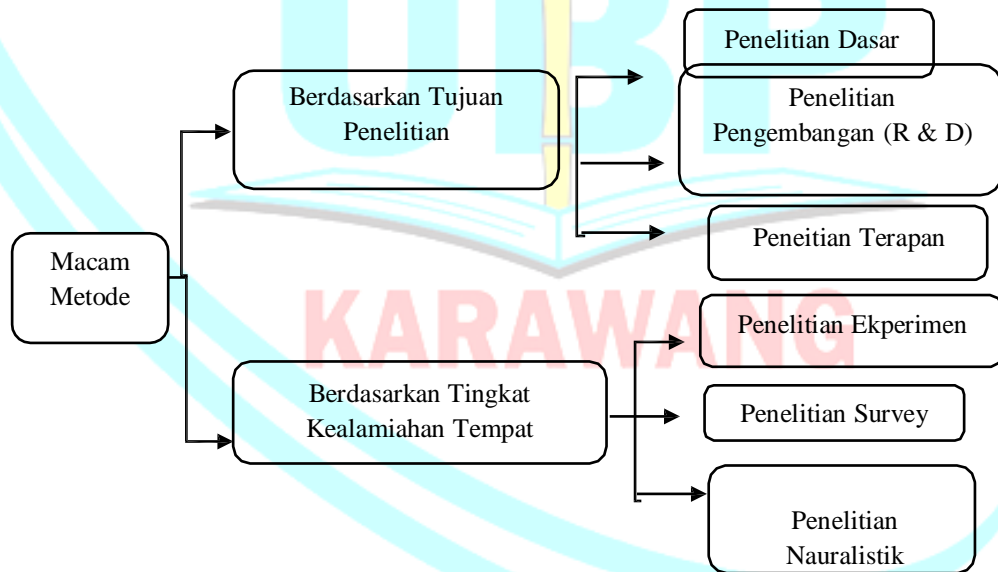 UBP
KARAWANG
Macam
Metode
Berdasarkan Tujuan
Penelitian
Penelitian Dasar
Penelitian
Pengembangan (R & D)
Peneitian Terapan
Berdasarkan Tingkat
Kealamiahan Tempat
Penelitian Ekperimen
Penelitian Survey
Penelitian
Nauralistik